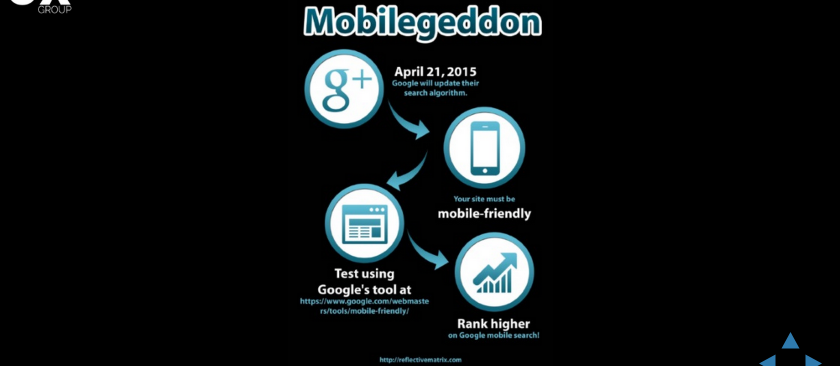 GROUP
Mobilegeddon
g+
April 21, 2015
Google will update their
search algorithm.
Your site must be
mobile-friendly
Test using
Google's tool at
https://www.google.com/webmaste
rs/tools/mobile-friendly/
Rank higher
on Google mobile search!
http://reflectivematrix.com